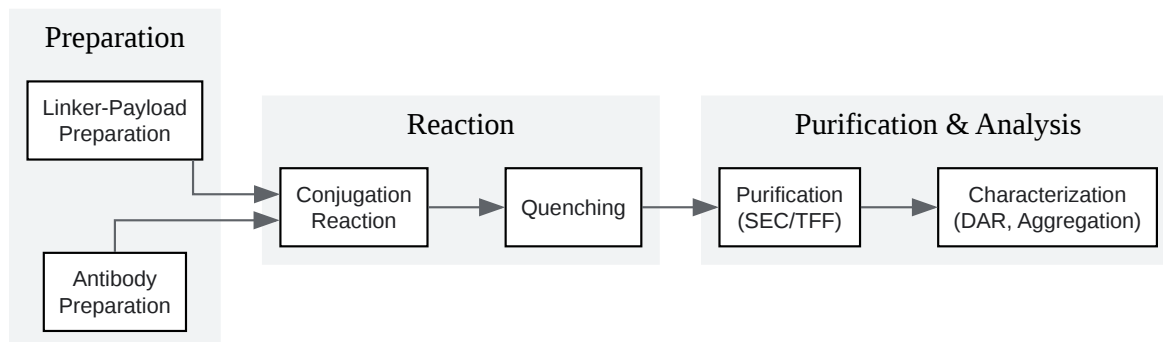 Preparation
Linker-Payload
Preparation
Antibody
Preparation
Reaction
Conjugation
Reaction
Quenching
Purification & Analysis
Purification
(SEC/TFF)
Characterization
(DAR, Aggregation)